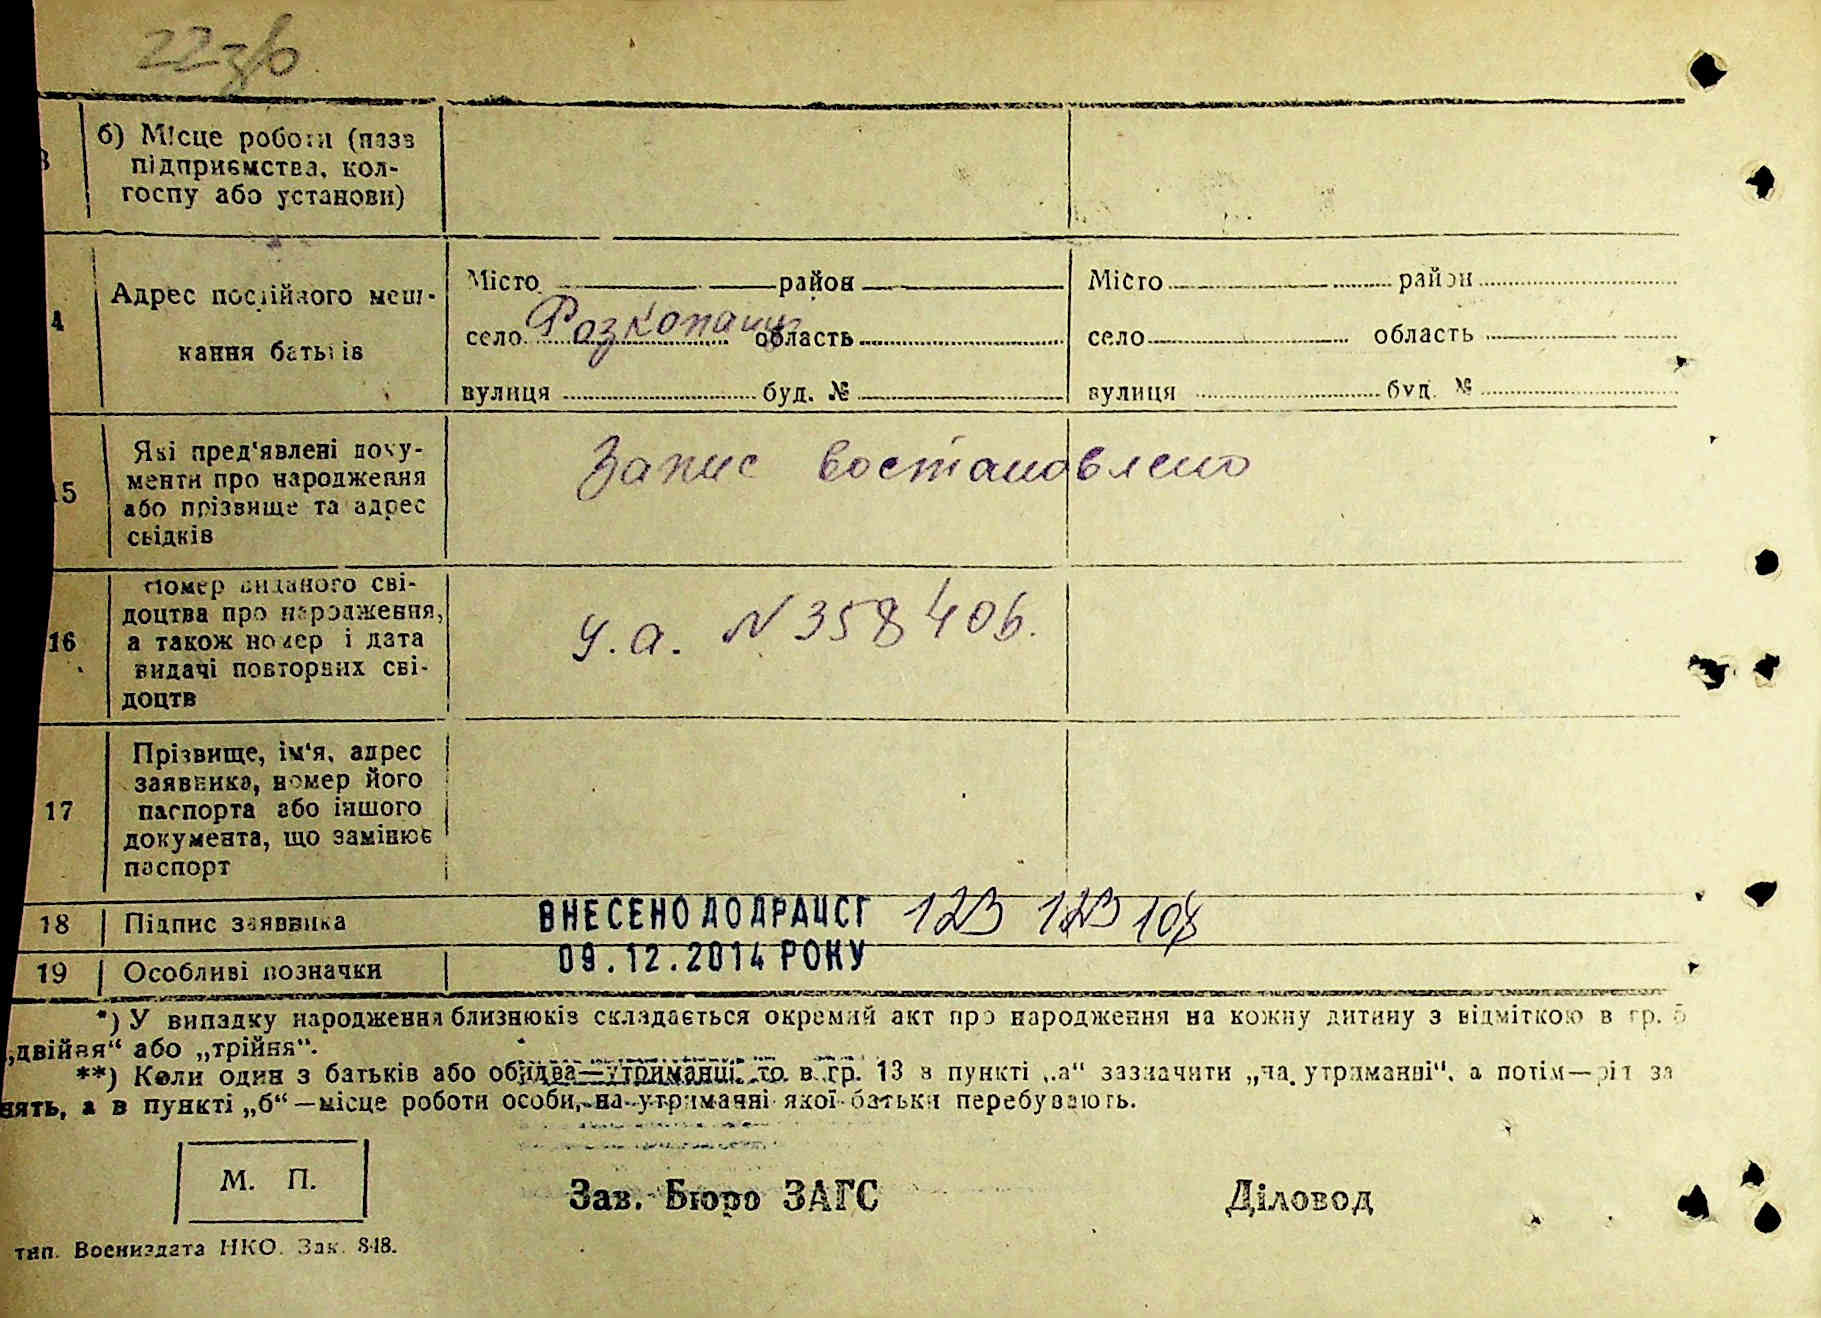 22 з/о
б) Місце роботи (назв
підприємства, кол-
госпу або установи)
4
Адрес постійного меш-
кання батьків
Місто район
село Розкопанці область
вулиця буд. №
Місто район
село область
вулиця буд. №
15
Які пред'явлені доку-
менти про народження
або прізвище та адрес
свідків
Запис востановлено
16
Номер виданого сві-
доцтва про народження,
а також номер і дата
видачі повторних сві-
доцтв
У.а. N 358406.
17
Прізвище, ім'я, адрес
заявника, номер його
паспорта або іншого
документа, що замінює
паспорт
18 Підпис заявника
ВНЕСЕНО ДО ДРАЦСГ 123 123 108
09.12.2014 РОКУ
19 Особливі позначки
*) У випадку народження близнюків складається окремий акт про народження на кожну дитину з відміткою в гр. 5
„двійня“ або „трійня“.
**) Коли один з батьків або обидва—утриманці, то в гр. 13 в пункті „а“ зазначити „на утриманні“, а потім—рід за
нять, а в пункті „б“—місце роботи особи, на утриманні якої батьки перебувають.
М. П.
Зав. Бюро ЗАГС Діловод
тип. Воениздата НКО. Зак. 848.